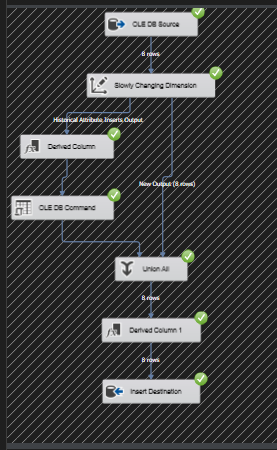 OLE DB Source
8 rows
Slowly Changing Dimension
Historical Attribute Inserts Output
Derived Column
New Output (8 rows)
OLE DB Command
Union All
8 rows
Derived Column 1
8 rows
Insert Destination